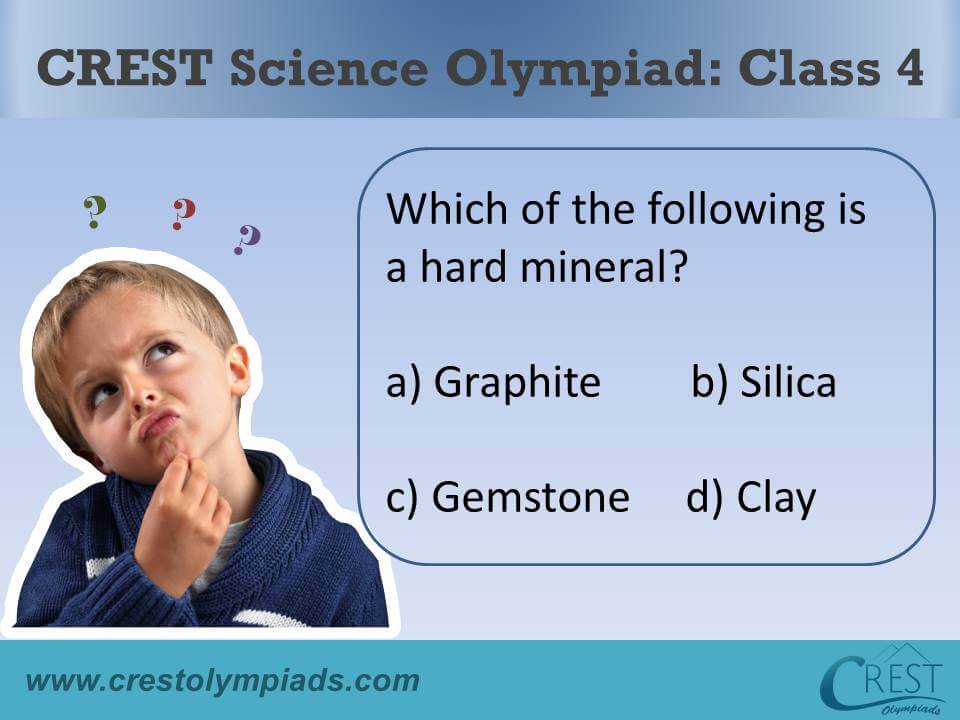 CREST Science Olympiad: Class 4
? ? ?
Which of the following is
a hard mineral?
a) Graphite b) Silica
c) Gemstone d) Clay
www.crestolympiads.com
CREST
Olympiads